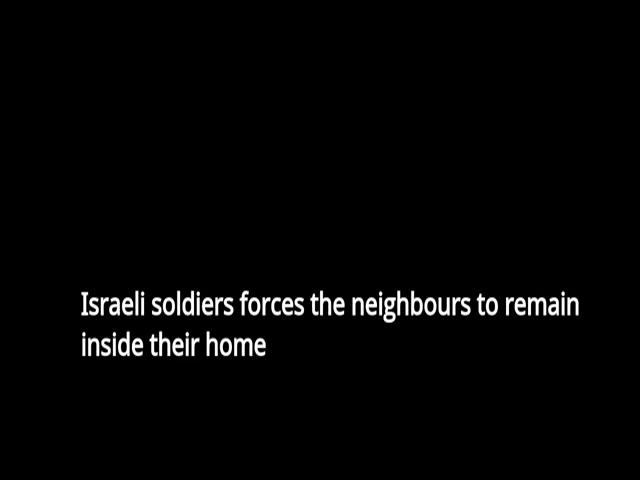 Israeli soldiers forces the neighbours to remain
inside their home